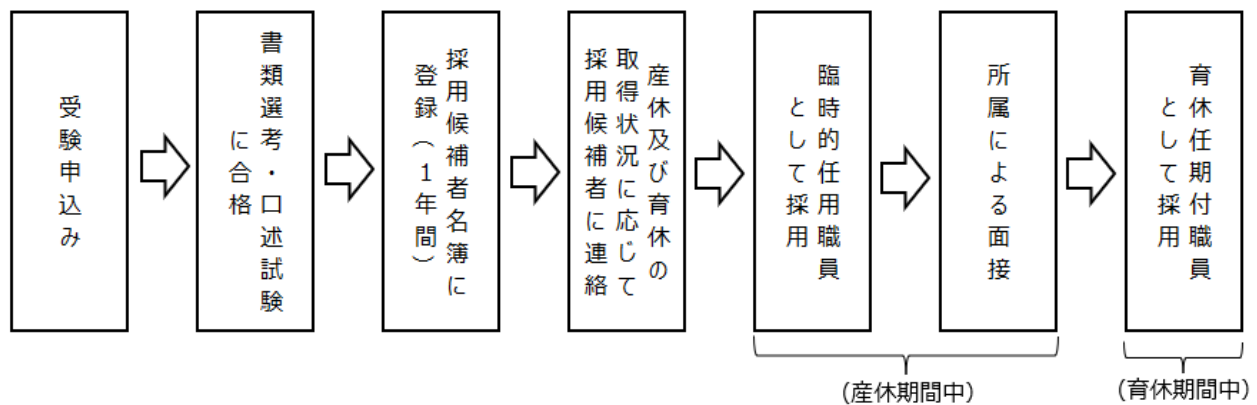 受験申込み
書類選考・口述試験
に合格
採用候補者名簿に
登録（１年間）
産休及び育休の
取得状況に応じて
採用候補者に連絡
臨時的任用職員
として採用
所属による面接
育休任期付職員
として採用
(産休期間中)
(育休期間中)